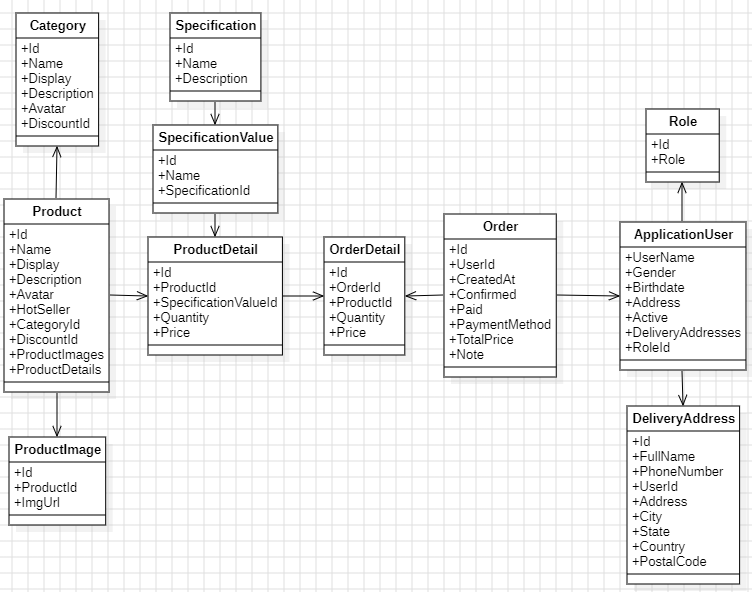 Category
+Id
+Name
+Display
+Description
+Avatar
+DiscountId
Specification
+Id
+Name
+Description
SpecificationValue
+Id
+Name
+SpecificationId
Role
+Id
+Role
Product
+Id
+Name
+Display
+Description
+Avatar
+HotSeller
+CategoryId
+DiscountId
+ProductImages
+ProductDetails
ProductDetail
+Id
+ProductId
+SpecificationValueId
+Quantity
+Price
OrderDetail
+Id
+OrderId
+ProductId
+Quantity
+Price
Order
+Id
+UserId
+CreatedAt
+Confirmed
+Paid
+PaymentMethod
+TotalPrice
+Note
ApplicationUser
+UserName
+Gender
+Birthdate
+Address
+Active
+DeliveryAddresses
+RoleId
ProductImage
+Id
+ProductId
+ImgUrl
DeliveryAddress
+Id
+FullName
+PhoneNumber
+UserId
+Address
+City
+State
+Country
+PostalCode